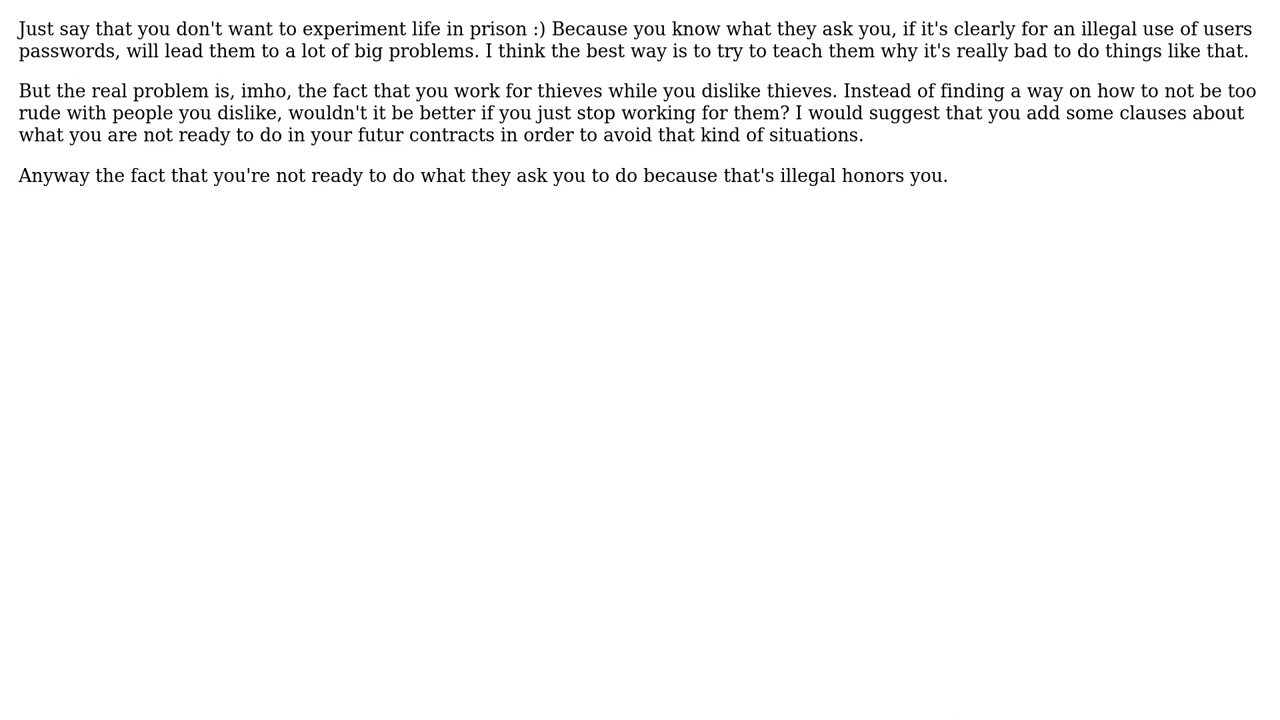 Just say that you don't want to experiment life in prison :) Because you know what they ask you, if it's clearly for an illegal use of users
passwords, will lead them to a lot of big problems. I think the best way is to try to teach them why it's really bad to do things like that.
But the real problem is, imho, the fact that you work for thieves while you dislike thieves. Instead of finding a way on how to not be too
rude with people you dislike, wouldn't it be better if you just stop working for them? I would suggest that you add some clauses about
what you are not ready to do in your futur contracts in order to avoid that kind of situations.
Anyway the fact that you're not ready to do what they ask you to do because that's illegal honors you.